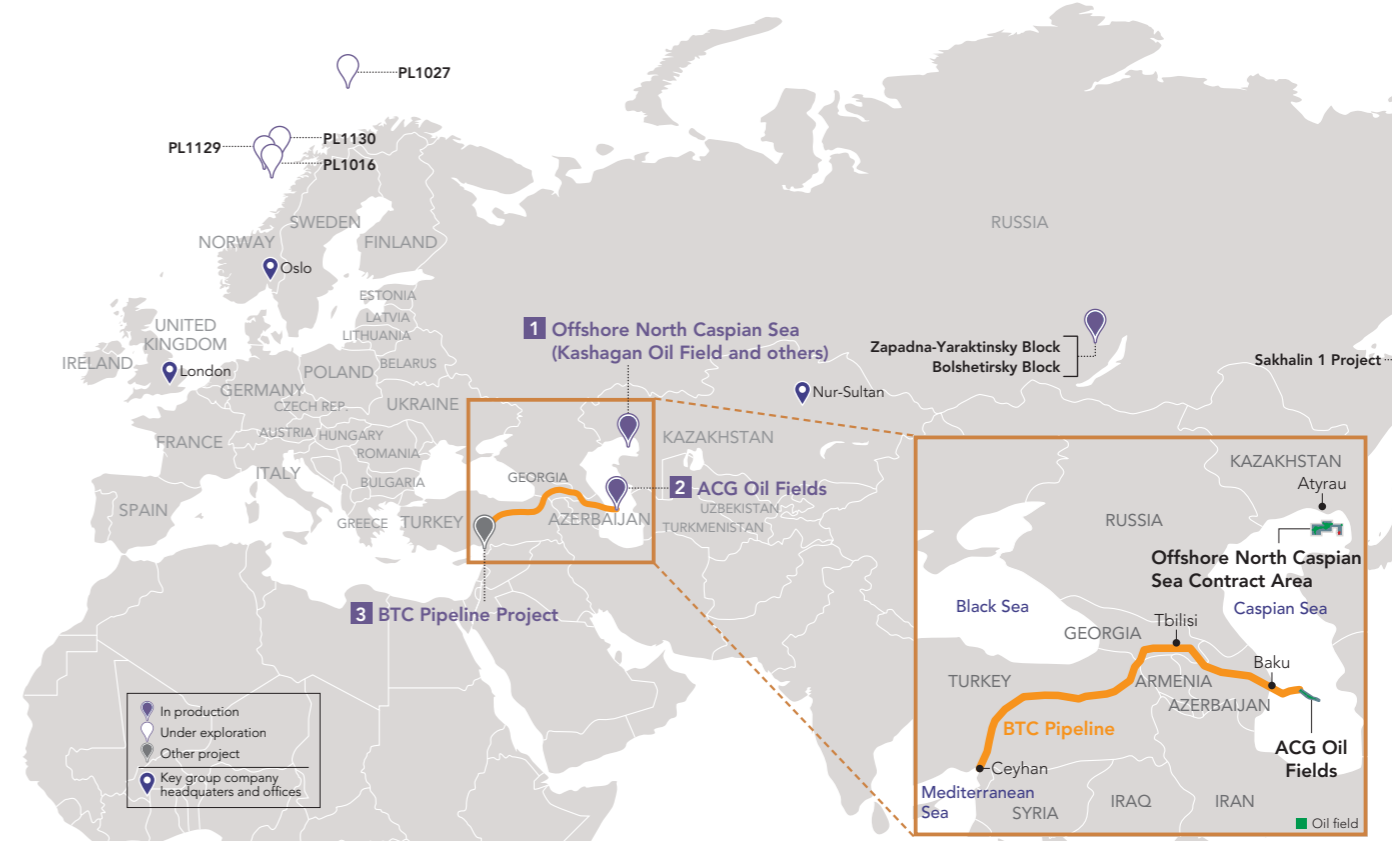 PL1027
PL1130
PL1129
PL1016
SWEDEN
NORWAY
FINLAND
RUSSIA
Oslo
ESTONIA
LATVIA
LITHUANIA
UNITED
KINGDOM
IRELAND
London
POLAND
BELARUS
GERMANY
CZECH REP.
UKRAINE
FRANCE
AUSTRIA
HUNGARY
ROMANIA
ITALY
BULGARIA
SPAIN
GREECE
TURKEY
GEORGIA
AZERBAIJAN
1 Offshore North Caspian Sea
(Kashagan Oil Field and others)
Zapadna-Yaraktinsky Block
Bolshetirsky Block
Sakhalin 1 Project
Nur-Sultan
KAZAKHSTAN
2 ACG Oil Fields
UZBEKISTAN
TURKMENISTAN
3 BTC Pipeline Project
In production
Under exploration
Other project
Key group company
headquaters and offices
KAZAKHSTAN
Atyrau
RUSSIA
Offshore North Caspian
Sea Contract Area
Black Sea
Caspian Sea
Tbilisi
GEORGIA
Baku
TURKEY
ARMENIA
AZERBAIJAN
BTC Pipeline
ACG Oil
Fields
Ceyhan
Mediterranean
Sea
SYRIA
IRAQ
IRAN
Oil field